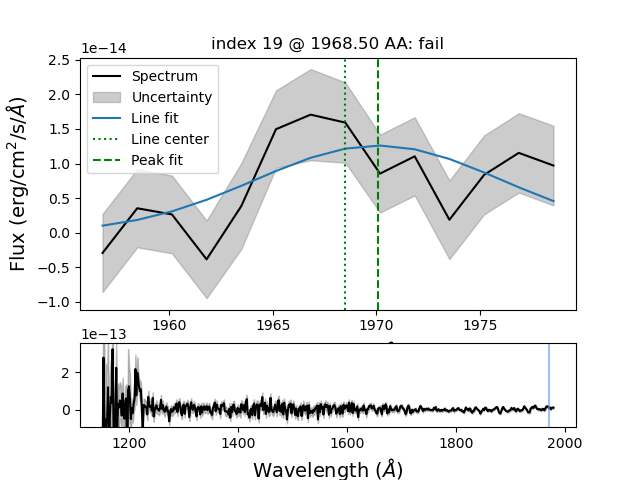 index 19 @ 1968.50 AA: fail
1e−14
2.5
2.0
1.5
1.0
0.5
0.0
−0.5
−1.0
Flux (erg/cm²/s/Å)
Spectrum
Uncertainty
Line fit
Line center
Peak fit
1960
1965
1970
1975
1e−13
2
0
1200
1400
1600
1800
2000
Wavelength (Å)